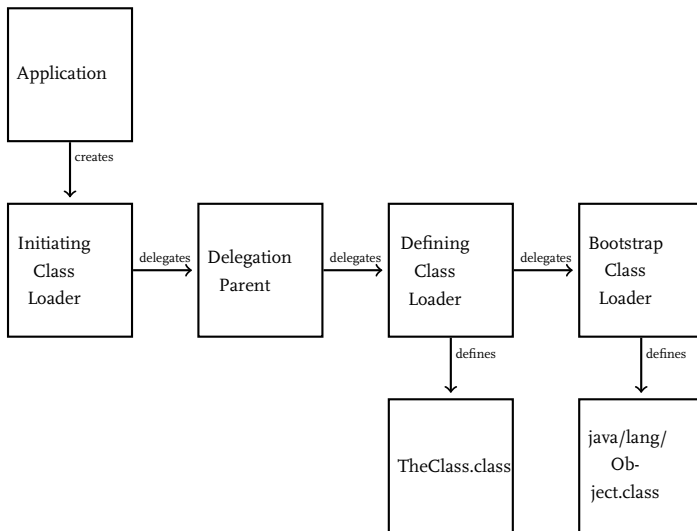 Application
creates
Initiating
Class
Loader
delegates
Delegation
Parent
delegates
Defining
Class
Loader
delegates
Bootstrap
Class
Loader
defines
defines
TheClass.class
java/lang/
Ob-
ject.class